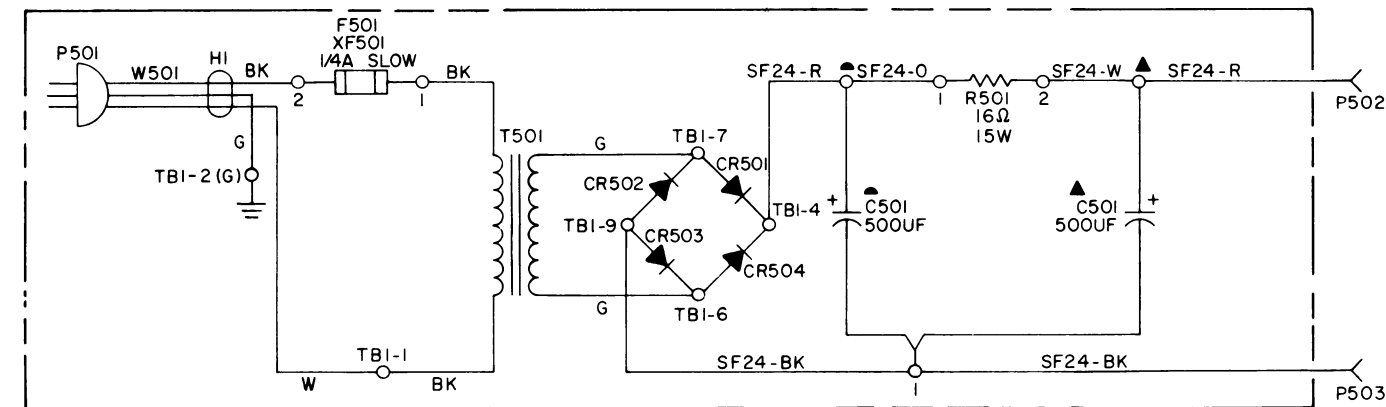 F501
XF501
1/4A SLOW
P501
W501
H1
BK
2
1
BK
G
TB1-2(G)
T501
G
TB1-7
CR501
CR502
TB1-9
CR503
TB1-4
CR504
G
TB1-6
SF24-R
SF24-O
1
R501
16Ω
15W
2
SF24-W
SF24-R
P502
+
C501
500UF
C501
500UF
+
TB1-1
W
BK
SF24-BK
1
SF24-BK
P503